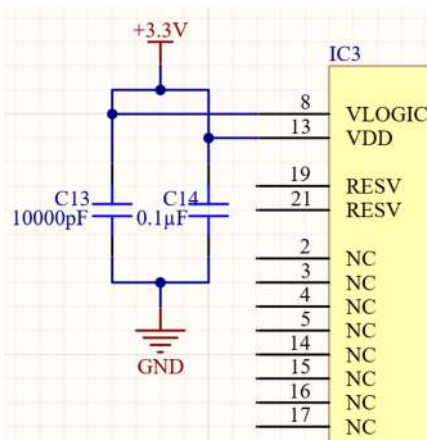 +3.3V
IC3
8 VLOGIC
13 VDD
19 RESV
21 RESV
C13 C14
10000pF 0.1µF
2 NC
3 NC
4 NC
5 NC
14 NC
15 NC
16 NC
17 NC
GND